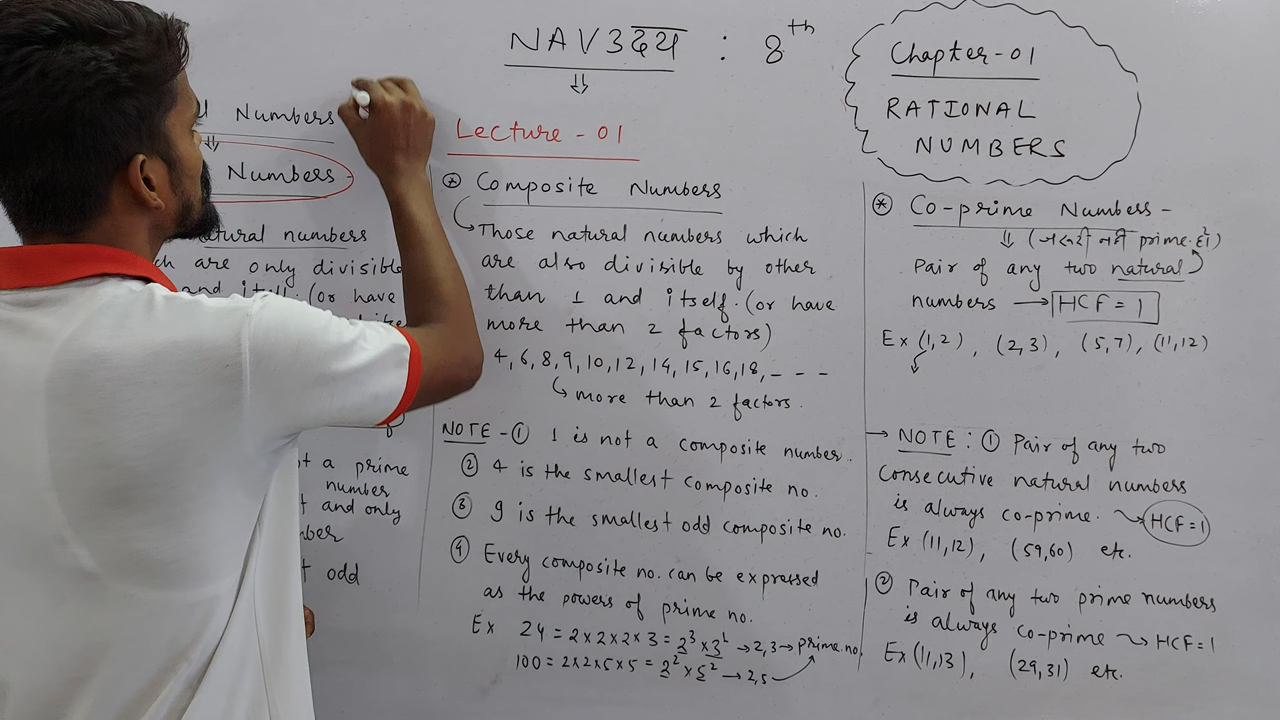 NAV3दय : 8th
Chapter-01
RATIONAL
NUMBERS
Numbers
Numbers
natural numbers
are only divisible
and itself. (or have
a prime
number
and only
odd
Lecture - 01
* Composite Numbers
Those natural numbers which
are also divisible by other
than 1 and itself. (or have
more than 2 factors)
4, 6, 8, 9, 10, 12, 14, 15, 16, 18, - - -
more than 2 factors.
NOTE - ① 1 is not a composite number.
② 4 is the smallest composite no.
③ 9 is the smallest odd composite no.
④ Every composite no. can be expressed
as the powers of prime no.
Ex 24 = 2×2×2×3 = 2³×3¹ → 2,3 → prime no.
100 = 2×2×5×5 = 2²×5² → 2,5
* Co-prime Numbers -
⇓ (जरूरी नहीं prime हो)
Pair of any two natural
numbers → HCF = 1
Ex (1,2), (2,3), (5,7), (11,12)
→ NOTE : ① Pair of any two
Consecutive natural numbers
is always co-prime. → HCF=1
Ex (11,12), (59,60) etc.
② Pair of any two prime numbers
is always co-prime → HCF=1
Ex (11,13), (29,31) etc.